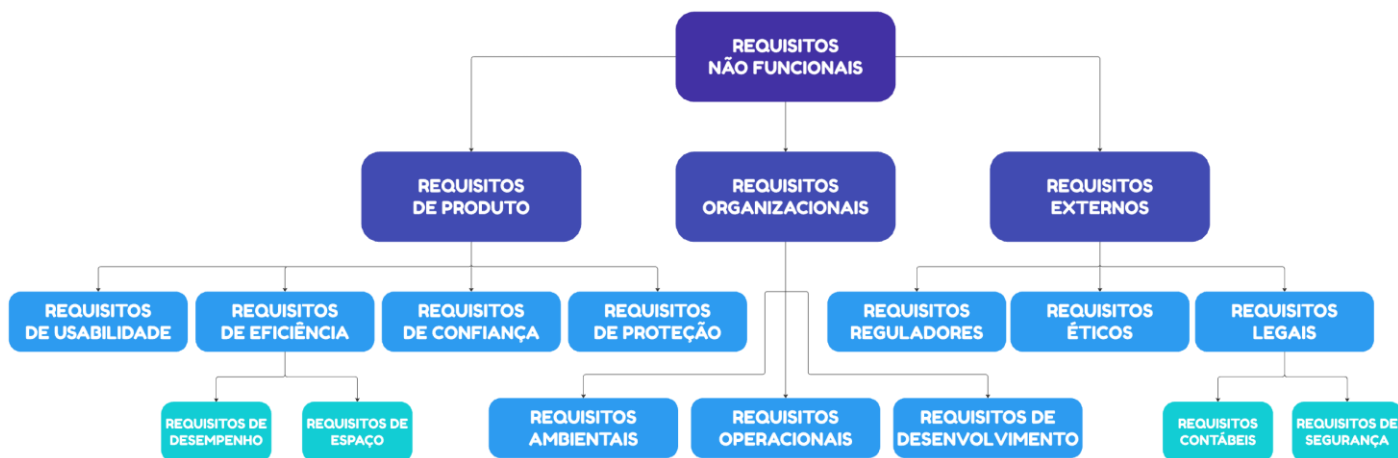 REQUISITOS
NÃO FUNCIONAIS
REQUISITOS
DE PRODUTO
REQUISITOS
ORGANIZACIONAIS
REQUISITOS
EXTERNOS
REQUISITOS
DE USABILIDADE
REQUISITOS
DE EFICIÊNCIA
REQUISITOS
DE CONFIANÇA
REQUISITOS
DE PROTEÇÃO
REQUISITOS
REGULADORES
REQUISITOS
ÉTICOS
REQUISITOS
LEGAIS
REQUISITOS DE
DESEMPENHO
REQUISITOS DE
ESPAÇO
REQUISITOS
AMBIENTAIS
REQUISITOS
OPERACIONAIS
REQUISITOS DE
DESENVOLVIMENTO
REQUISITOS
CONTÁBEIS
REQUISITOS DE
SEGURANÇA